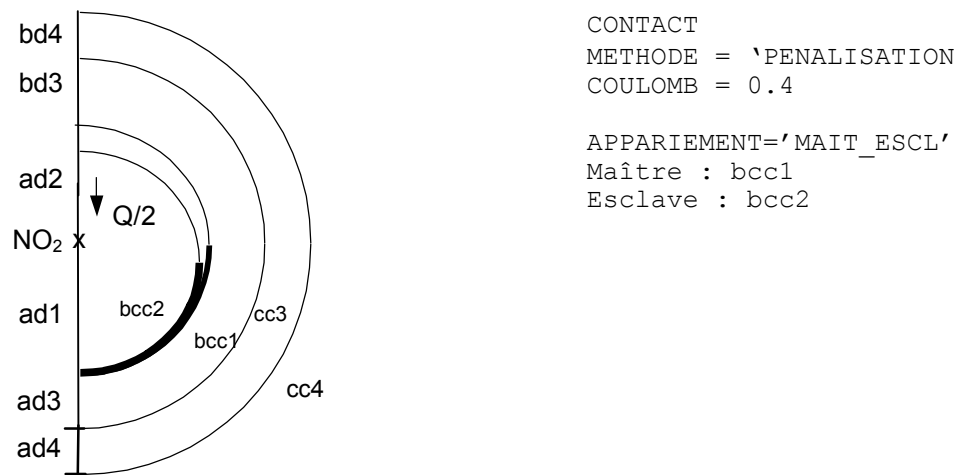 bd4
bd3
ad2
Q/2
NO₂ x
ad1
bcc2
bcc1
cc3
cc4
ad3
ad4
CONTACT
METHODE = ‘PENALISATION
COULOMB = 0.4
APPARIEMENT=’MAIT_ESCL’
Maître : bcc1
Esclave : bcc2